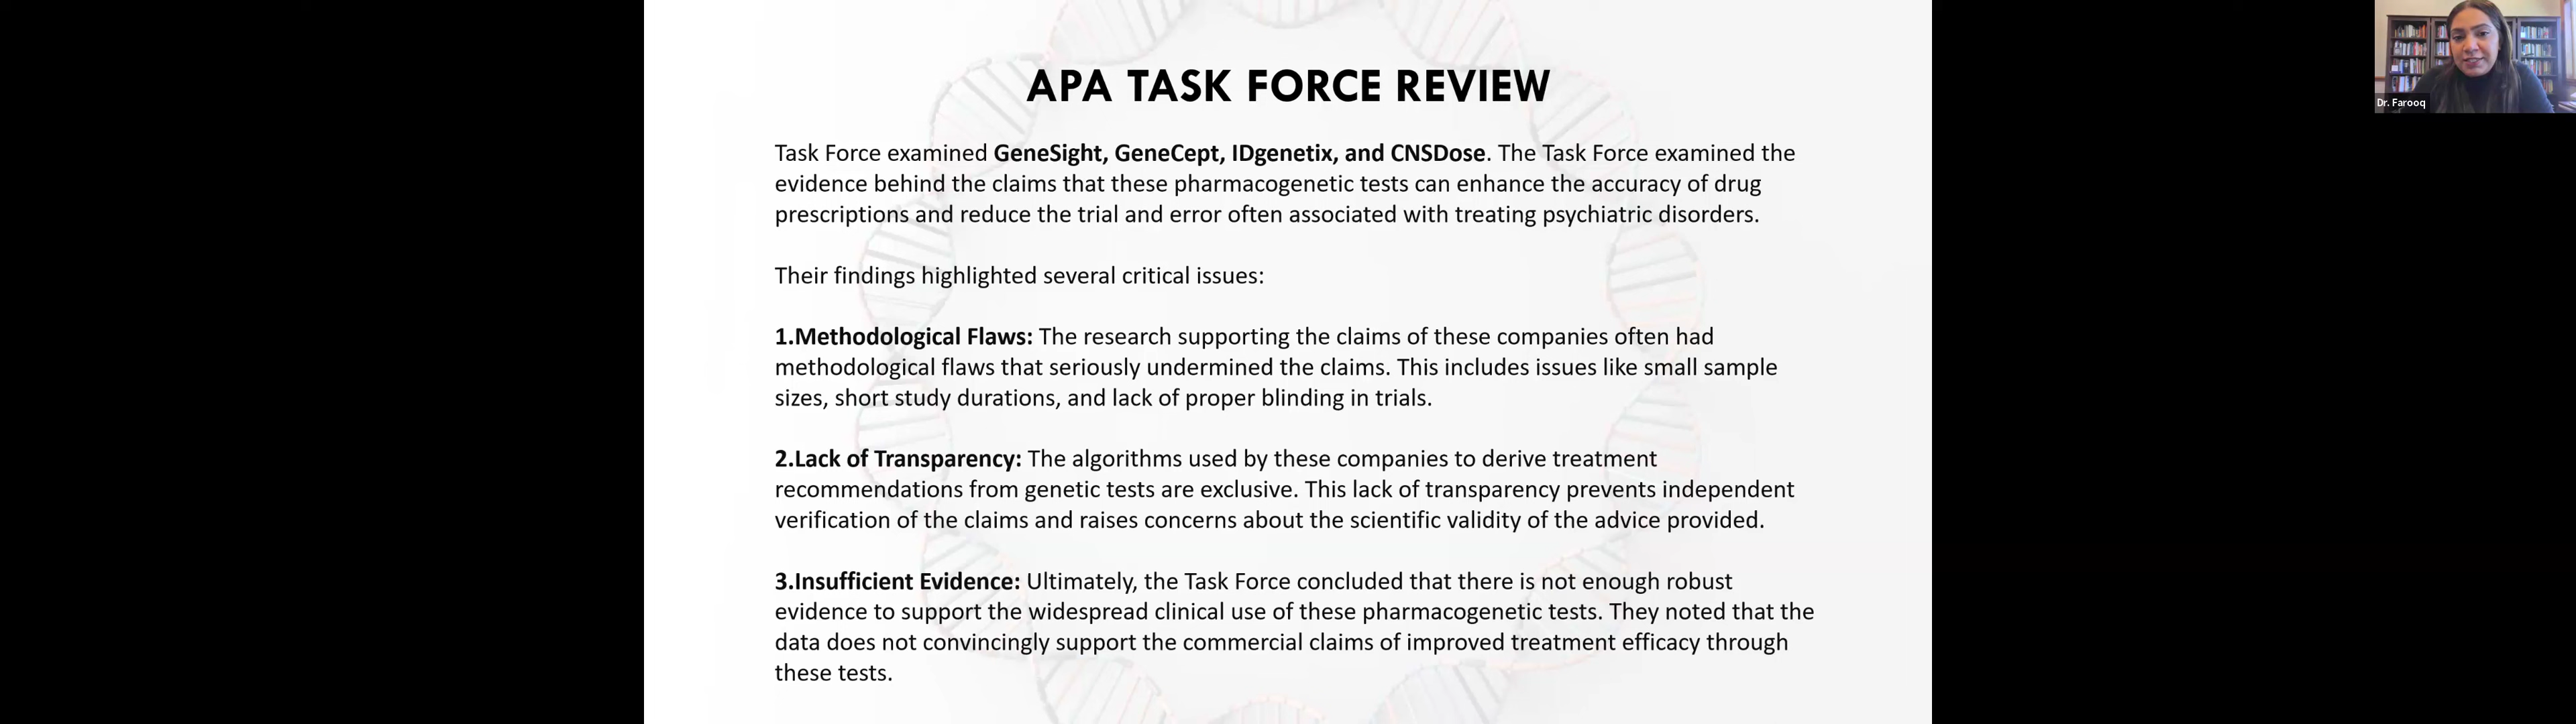 APA TASK FORCE REVIEW
Task Force examined GeneSight, GeneCept, IDgenetix, and CNSDose. The Task Force examined the
evidence behind the claims that these pharmacogenetic tests can enhance the accuracy of drug
prescriptions and reduce the trial and error often associated with treating psychiatric disorders.
Their findings highlighted several critical issues:
1.Methodological Flaws: The research supporting the claims of these companies often had
methodological flaws that seriously undermined the claims. This includes issues like small sample
sizes, short study durations, and lack of proper blinding in trials.
2.Lack of Transparency: The algorithms used by these companies to derive treatment
recommendations from genetic tests are exclusive. This lack of transparency prevents independent
verification of the claims and raises concerns about the scientific validity of the advice provided.
3.Insufficient Evidence: Ultimately, the Task Force concluded that there is not enough robust
evidence to support the widespread clinical use of these pharmacogenetic tests. They noted that the
data does not convincingly support the commercial claims of improved treatment efficacy through
these tests.
Dr. Farooq